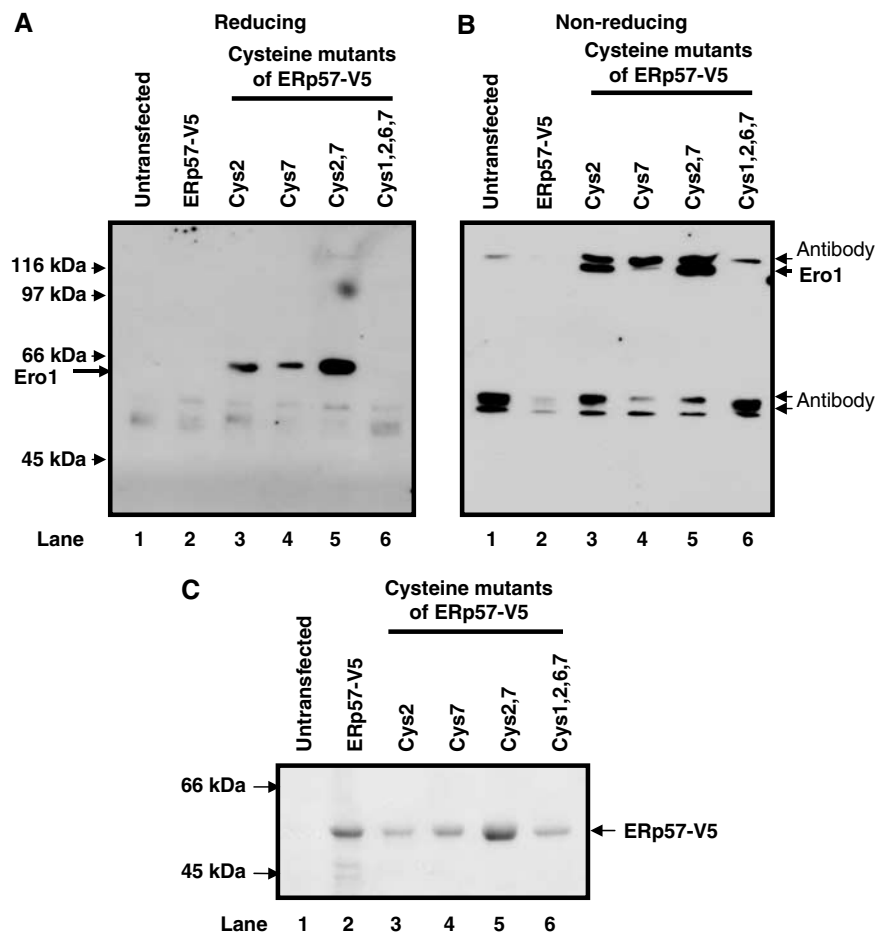 A
Reducing
Cysteine mutants
of ERp57-V5
Untransfected
ERp57-V5
Cys2
Cys7
Cys2,7
Cys1,2,6,7
116 kDa
97 kDa
66 kDa
Ero1
45 kDa
Lane 1 2 3 4 5 6
B
Non-reducing
Cysteine mutants
of ERp57-V5
Untransfected
ERp57-V5
Cys2
Cys7
Cys2,7
Cys1,2,6,7
Antibody
Ero1
Antibody
1 2 3 4 5 6
C
Cysteine mutants
of ERp57-V5
Untransfected
ERp57-V5
Cys2
Cys7
Cys2,7
Cys1,2,6,7
66 kDa
ERp57-V5
45 kDa
Lane 1 2 3 4 5 6